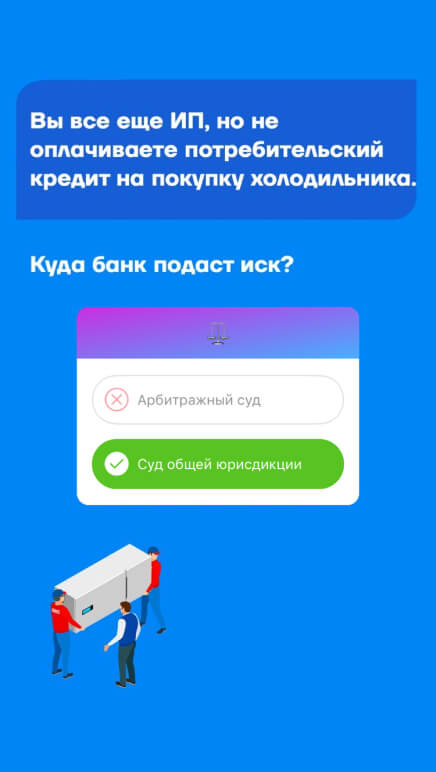 Вы все еще ИП, но не
оплачиваете потребительский
кредит на покупку холодильника.
Куда банк подаст иск?
Арбитражный суд
Суд общей юрисдикции